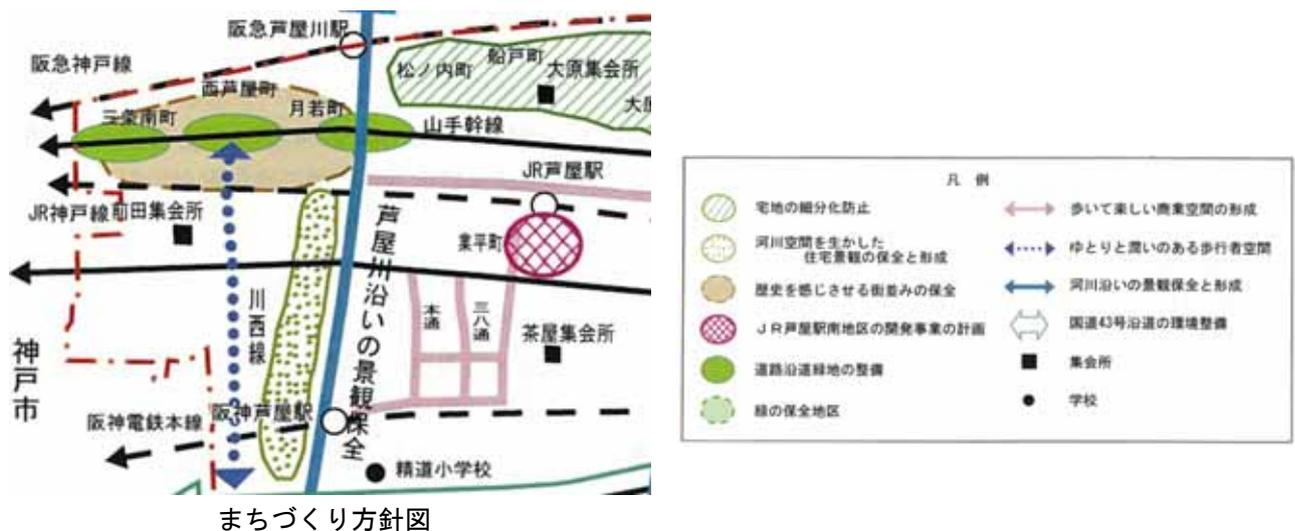 阪急芦屋川駅
阪急神戸線
船戸町
松ノ内町
大原集会所
西芦屋町
三条南町
月若町
山手幹線
JR芦屋駅
JR神戸線
前田集会所
業平町
芦屋川沿いの景観保全
川西線
本通
三八通
茶屋集会所
神戸市
阪神芦屋駅
阪神電鉄本線
精道小学校
まちづくり方針図
凡 例
宅地の細分化防止
河川空間を生かした
住宅景観の保全と形成
歴史を感じさせる街並みの保全
JR芦屋駅南地区の開発事業の計画
道路沿道緑地の整備
緑の保全地区
歩いて楽しい商業空間の形成
ゆとりと潤いのある歩行者空間
河川沿いの景観保全と形成
国道43号沿道の環境整備
集会所
学校